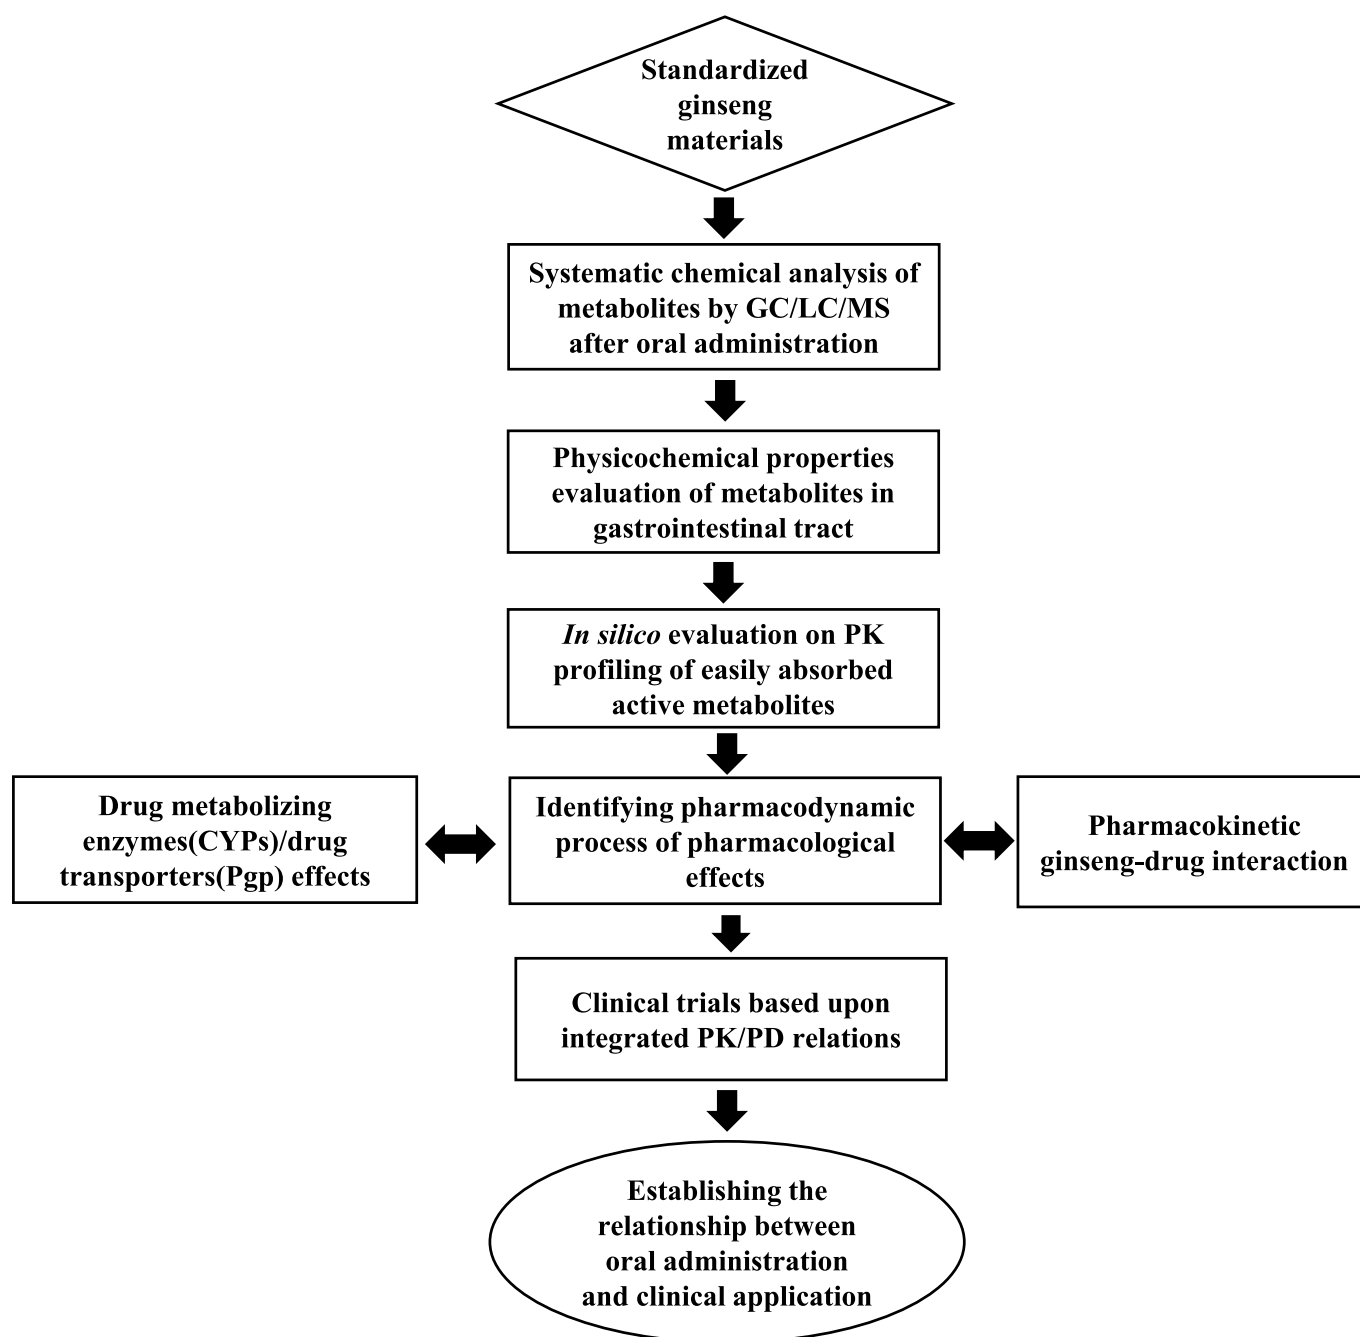 Standardized
ginseng
materials
Systematic chemical analysis of
metabolites by GC/LC/MS
after oral administration
Physicochemical properties
evaluation of metabolites in
gastrointestinal tract
In silico evaluation on PK
profiling of easily absorbed
active metabolites
Drug metabolizing
enzymes(CYPs)/drug
transporters(Pgp) effects
Identifying pharmacodynamic
process of pharmacological
effects
Pharmacokinetic
ginseng-drug interaction
Clinical trials based upon
integrated PK/PD relations
Establishing the
relationship between
oral administration
and clinical application